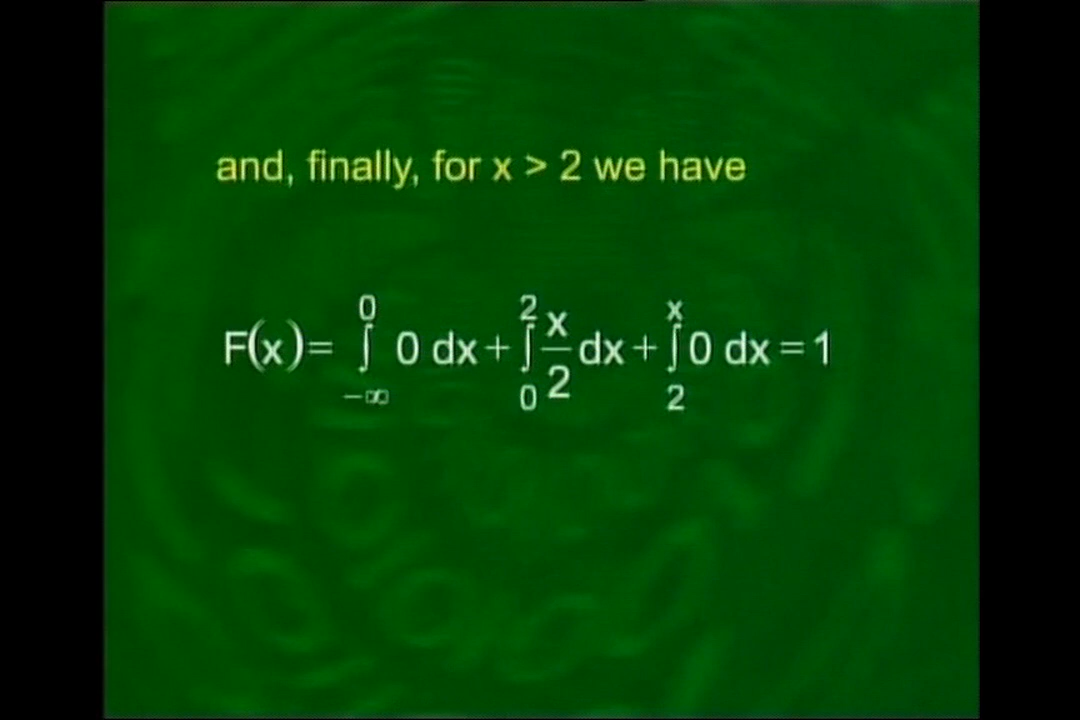 and, finally, for x > 2 we have
F(x)= ∫_{-∞}^{0} 0 dx + ∫_{0}^{2} x/2 dx + ∫_{2}^{x} 0 dx = 1